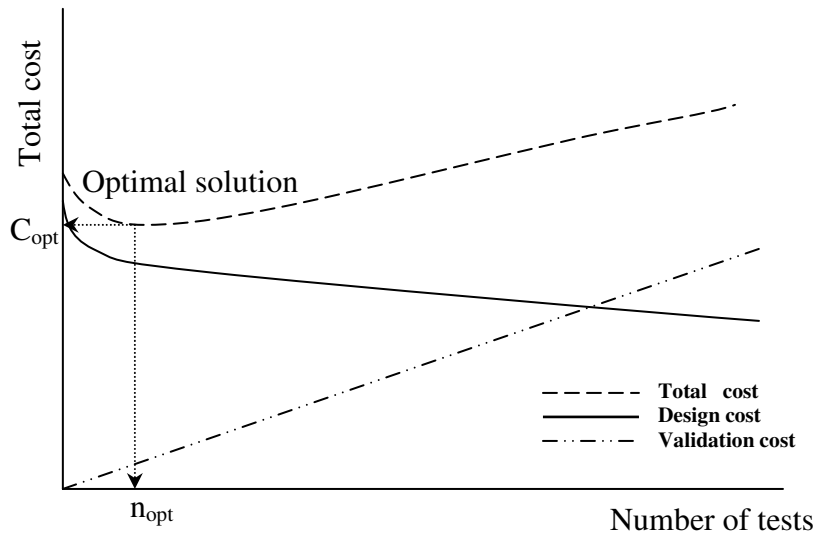 Total cost
Optimal solution
C_opt
Total cost
Design cost
Validation cost
n_opt
Number of tests